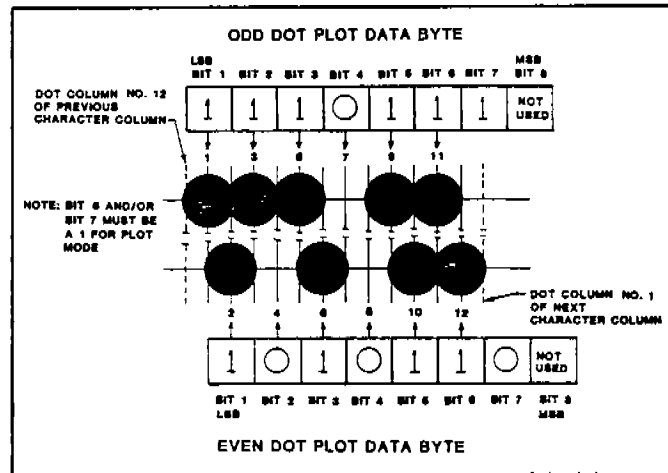 ODD DOT PLOT DATA BYTE
LSB MSB
BIT 1 BIT 2 BIT 3 BIT 4 BIT 5 BIT 6 BIT 7 BIT 8
DOT COLUMN NO. 12
OF PREVIOUS
CHARACTER COLUMN
1 1 1 0 1 1 1 NOT USED
1 3 5 7 9 11
NOTE: BIT 6 AND/OR
BIT 7 MUST BE
A 1 FOR PLOT
MODE
2 4 6 8 10 12
DOT COLUMN NO. 1
OF NEXT
CHARACTER COLUMN
1 0 1 0 1 1 0 NOT USED
BIT 1 BIT 2 BIT 3 BIT 4 BIT 5 BIT 6 BIT 7 BIT 8
LSB MSB
EVEN DOT PLOT DATA BYTE